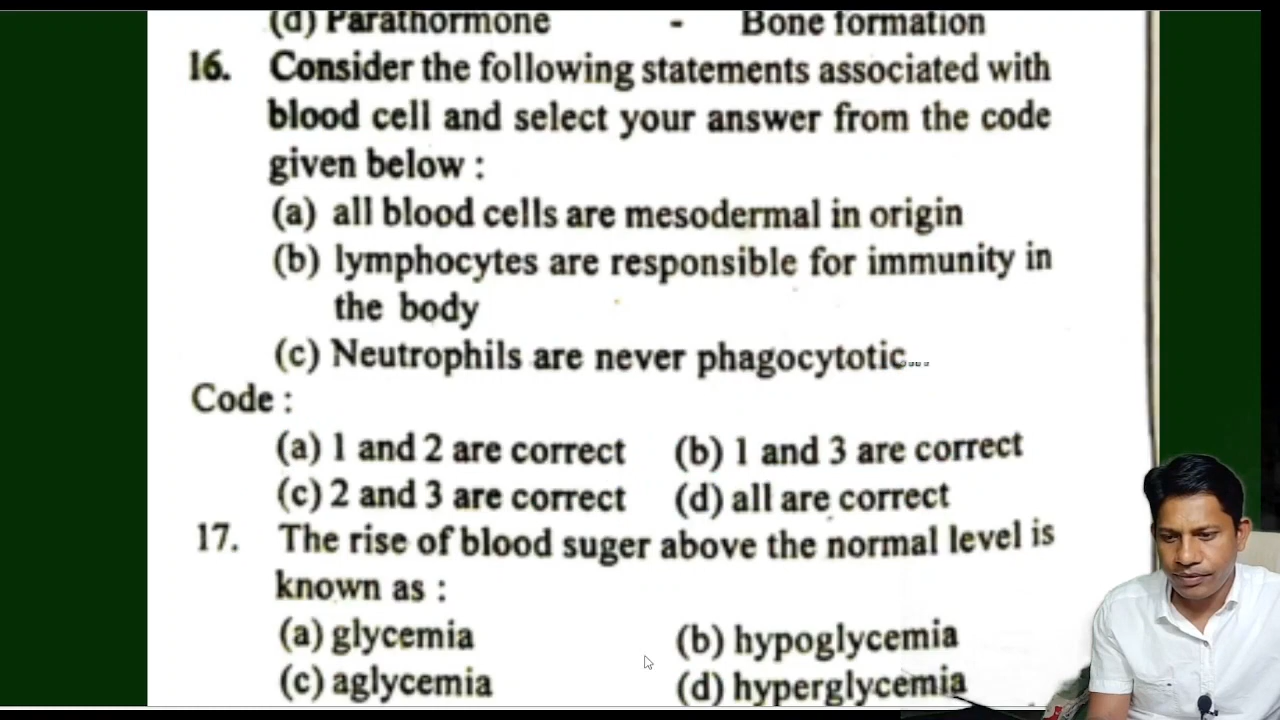 (d) Parathormone - Bone formation
16. Consider the following statements associated with
blood cell and select your answer from the code
given below :
(a) all blood cells are mesodermal in origin
(b) lymphocytes are responsible for immunity in
the body
(c) Neutrophils are never phagocytotic...
Code :
(a) 1 and 2 are correct (b) 1 and 3 are correct
(c) 2 and 3 are correct (d) all are correct
17. The rise of blood suger above the normal level is
known as :
(a) glycemia (b) hypoglycemia
(c) aglycemia (d) hyperglycemia